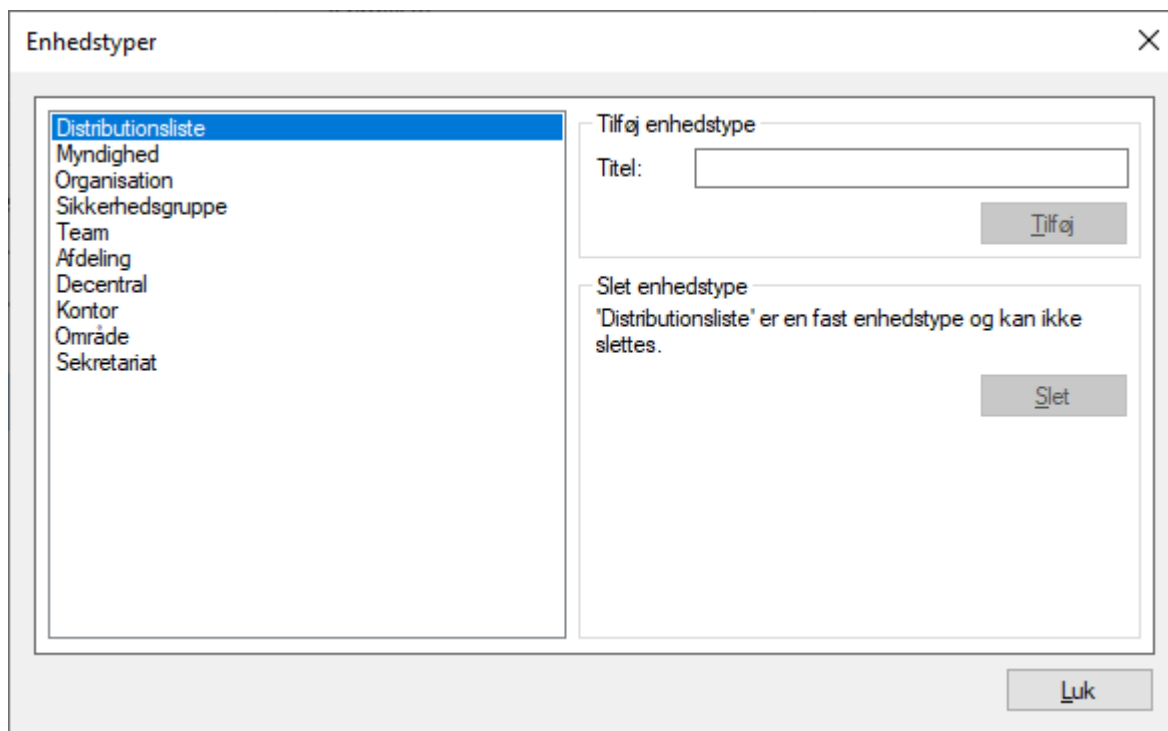 Enhedstyper
Distributionsliste
Myndighed
Organisation
Sikkerhedsgruppe
Team
Afdeling
Decentral
Kontor
Område
Sekretariat
Tilføj enhedstype
Titel:
Tilføj
Slet enhedstype
'Distributionsliste' er en fast enhedstype og kan ikke
slettes.
Slet
Luk